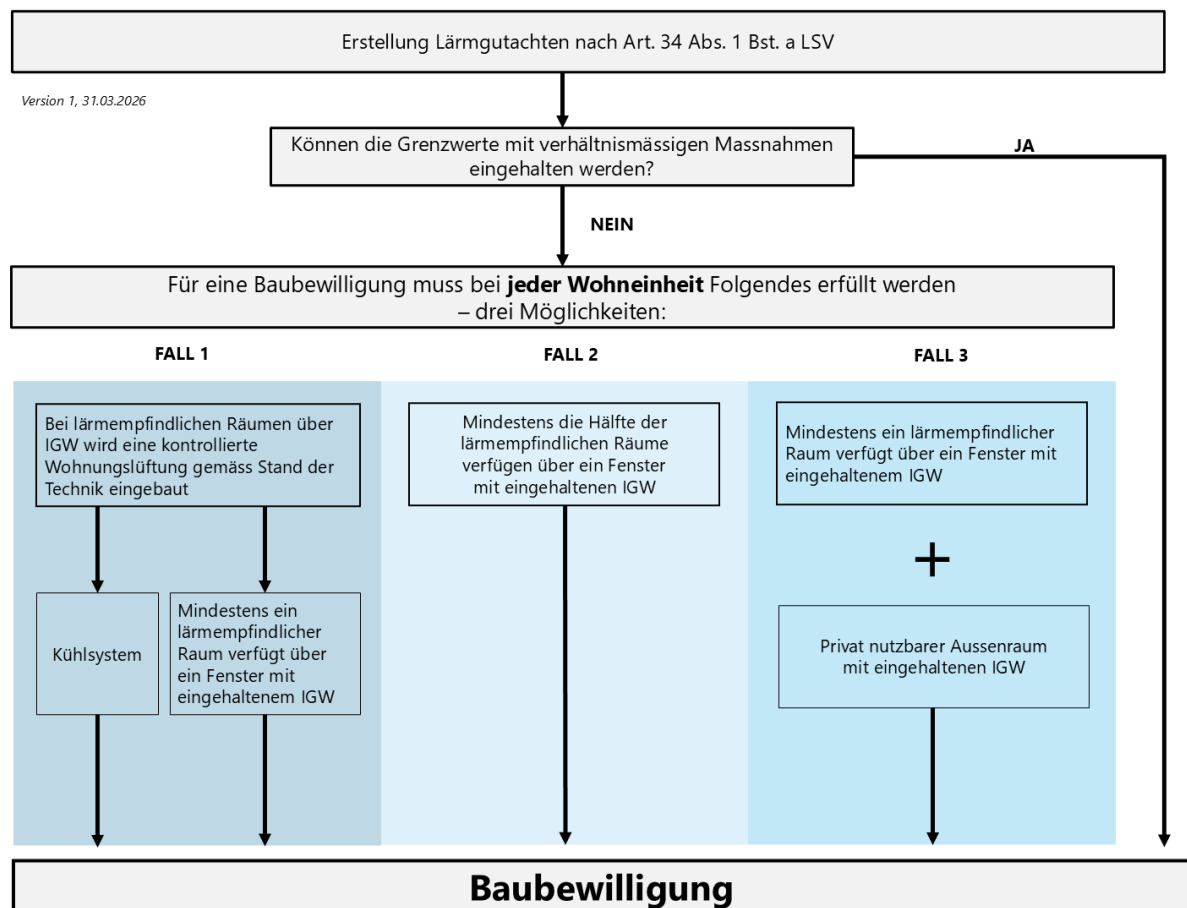 Erstellung Lärmgutachten nach Art. 34 Abs. 1 Bst. a LSV
Version 1, 31.03.2026
Können die Grenzwerte mit verhältnismässigen Massnahmen
eingehalten werden?
JA
NEIN
Für eine Baubewilligung muss bei jeder Wohneinheit Folgendes erfüllt werden
– drei Möglichkeiten:
FALL 1
FALL 2
FALL 3
Bei lärmempfindlichen Räumen über
IGW wird eine kontrollierte
Wohnungslüftung gemäss Stand der
Technik eingebaut
Kühlsystem
Mindestens ein
lärmempfindlicher
Raum verfügt über
ein Fenster mit
eingehaltenem IGW
Mindestens die Hälfte der
lärmempfindlichen Räume
verfügen über ein Fenster
mit eingehaltenen IGW
Mindestens ein lärmempfindlicher
Raum verfügt über ein Fenster mit
eingehaltenem IGW
+
Privat nutzbarer Aussenraum
mit eingehaltenen IGW
Baubewilligung